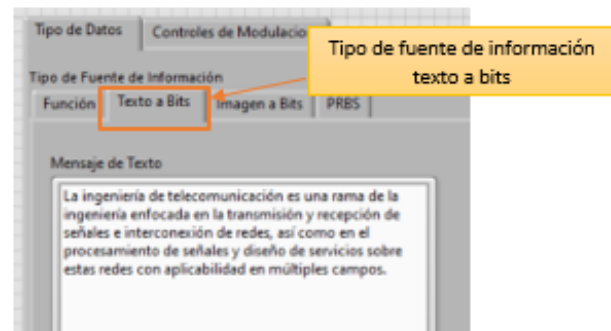 Tipo de Datos
Controles de Modulacio
Tipo de fuente de información
texto a bits
Tipo de Fuente de Información
Función
Texto a Bits
Imagen a Bits
PRBS
Mensaje de Texto
La ingeniería de telecomunicación es una rama de la
ingeniería enfocada en la transmisión y recepción de
señales e interconexión de redes, así como en el
procesamiento de señales y diseño de servicios sobre
estas redes con aplicabilidad en múltiples campos.